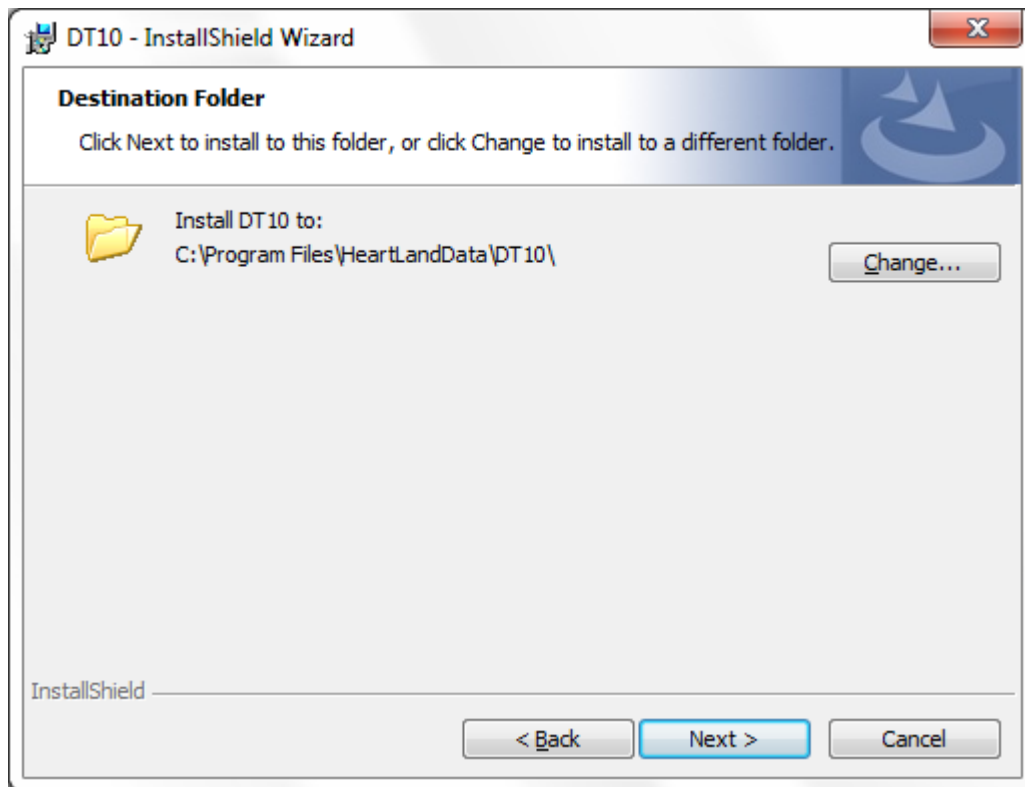 DT10 - InstallShield Wizard
Destination Folder
Click Next to install to this folder, or click Change to install to a different folder.
Install DT10 to:
C:\Program Files\HeartLandData\DT10\
Change...
InstallShield
< Back
Next >
Cancel